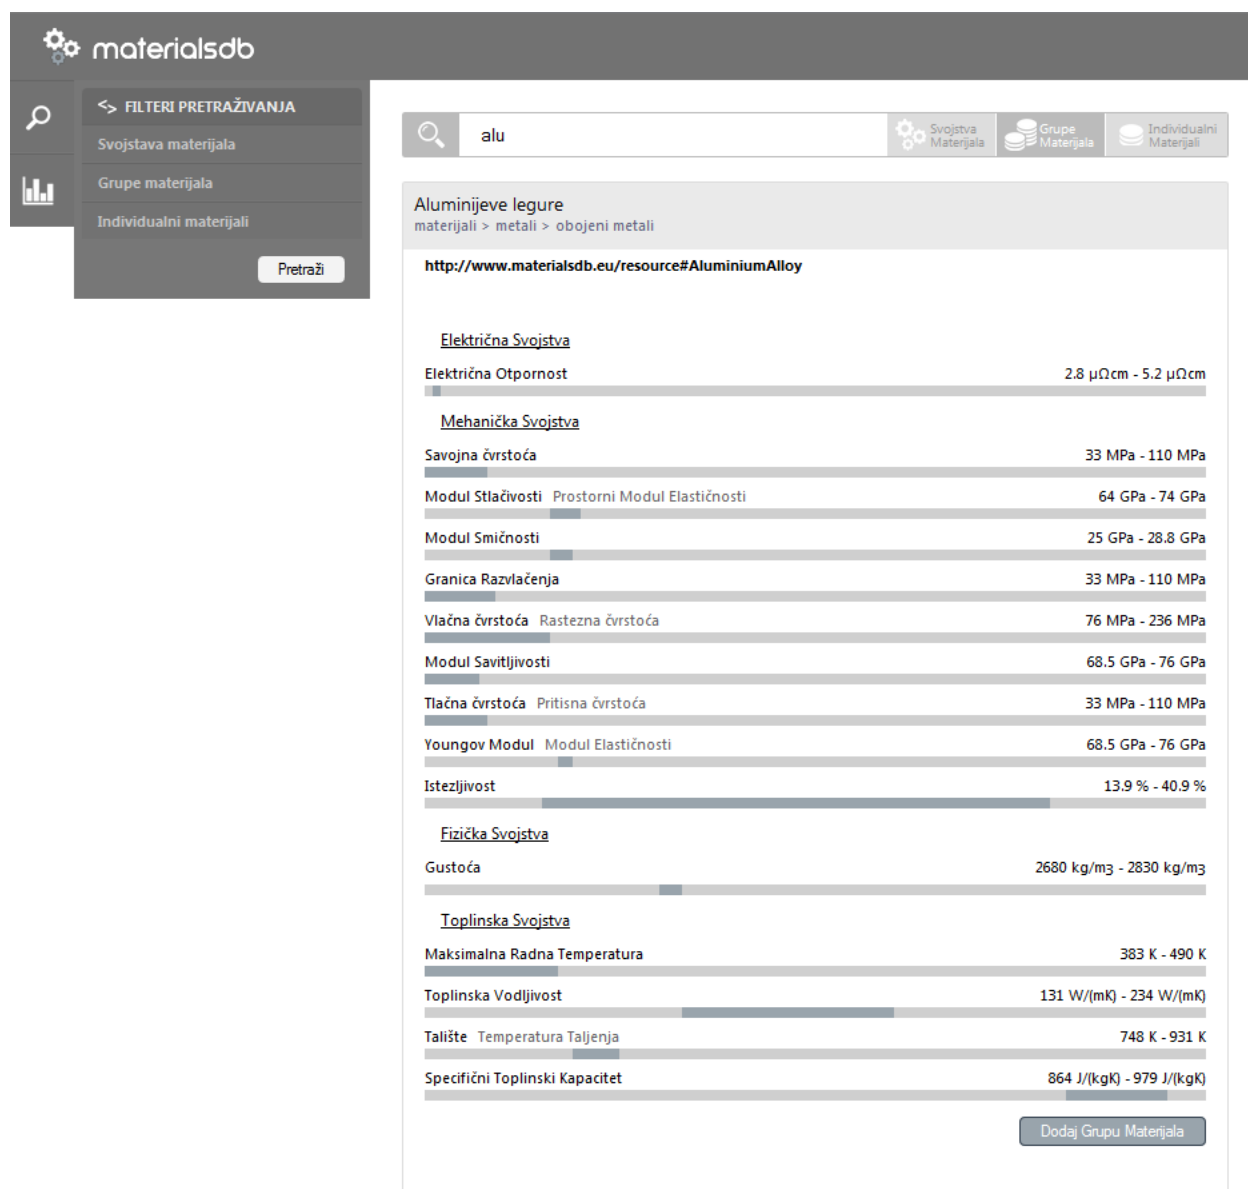 materialsdb
<> FILTERI PRETRAŽIVANJA
Svojstava materijala
Grupe materijala
Individualni materijali
Pretraži
alu
Svojstva
Materijala
Grupe
Materijala
Individualni
Materijali
Aluminijeve legure
materijali > metali > obojeni metali
http://www.materialsdb.eu/resource#AluminiumAlloy
Električna Svojstva
Električna Otpornost 2.8 µΩcm - 5.2 µΩcm
Mehanička Svojstva
Savojna čvrstoća 33 MPa - 110 MPa
Modul Stlačivosti Prostorni Modul Elastičnosti 64 GPa - 74 GPa
Modul Smičnosti 25 GPa - 28.8 GPa
Granica Razvlačenja 33 MPa - 110 MPa
Vlačna čvrstoća Rastezna čvrstoća 76 MPa - 236 MPa
Modul Savitljivosti 68.5 GPa - 76 GPa
Tlačna čvrstoća Pritisna čvrstoća 33 MPa - 110 MPa
Youngov Modul Modul Elastičnosti 68.5 GPa - 76 GPa
Istezljivost 13.9 % - 40.9 %
Fizička Svojstva
Gustoća 2680 kg/m3 - 2830 kg/m3
Toplinska Svojstva
Maksimalna Radna Temperatura 383 K - 490 K
Toplinska Vodljivost 131 W/(mK) - 234 W/(mK)
Talište Temperatura Taljenja 748 K - 931 K
Specifični Toplinski Kapacitet 864 J/(kgK) - 979 J/(kgK)
Dodaj Grupu Materijala